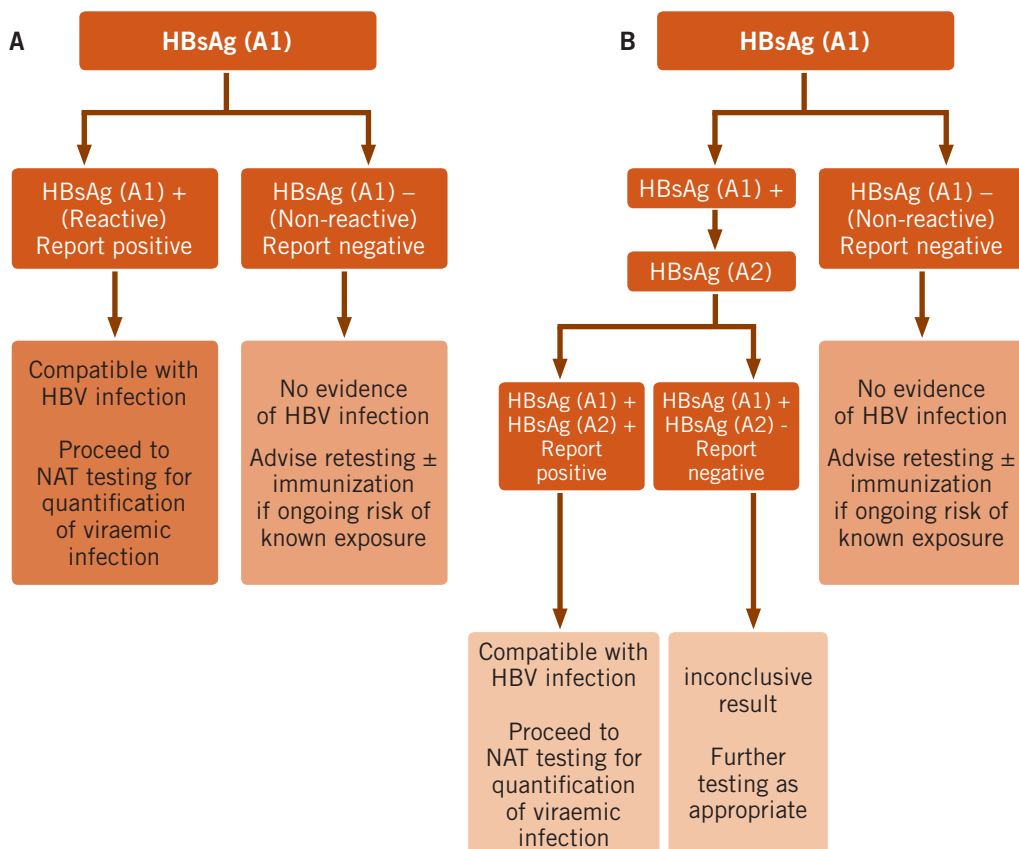 A
HBsAg (A1)
HBsAg (A1) +
(Reactive)
Report positive
HBsAg (A1) –
(Non-reactive)
Report negative
Compatible with
HBV infection
Proceed to
NAT testing for
quantification
of viraemic
infection
No evidence
of HBV infection
Advise retesting ±
immunization
if ongoing risk of
known exposure
B
HBsAg (A1)
HBsAg (A1) +
HBsAg (A1) –
(Non-reactive)
Report negative
HBsAg (A2)
HBsAg (A1) +
HBsAg (A2) +
Report
positive
HBsAg (A1) +
HBsAg (A2) -
Report
negative
No evidence
of HBV infection
Advise retesting ±
immunization
if ongoing risk of
known exposure
Compatible with
HBV infection
Proceed to
NAT testing for
quantification
of viraemic
infection
inconclusive
result
Further
testing as
appropriate